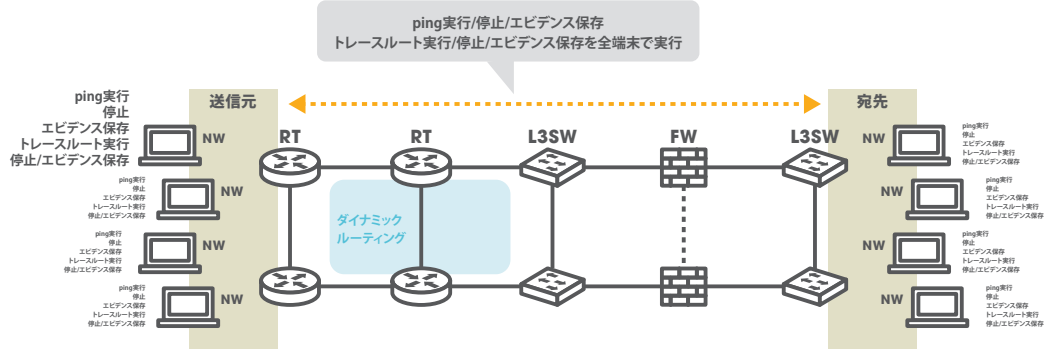 ping実行/停止/エビデンス保存
トレースルート実行/停止/エビデンス保存を全端末で実行
送信元
宛先
ping実行
停止
エビデンス保存
トレースルート実行
停止/エビデンス保存
NW
ping実行
停止
エビデンス保存
トレースルート実行
停止/エビデンス保存
NW
ping実行
停止
エビデンス保存
トレースルート実行
停止/エビデンス保存
NW
ping実行
停止
エビデンス保存
トレースルート実行
停止/エビデンス保存
NW
RT
RT
L3SW
FW
L3SW
ダイナミック
ルーティング
NW
ping実行
停止
エビデンス保存
トレースルート実行
停止/エビデンス保存
NW
ping実行
停止
エビデンス保存
トレースルート実行
停止/エビデンス保存
NW
ping実行
停止
エビデンス保存
トレースルート実行
停止/エビデンス保存
NW
ping実行
停止
エビデンス保存
トレースルート実行
停止/エビデンス保存